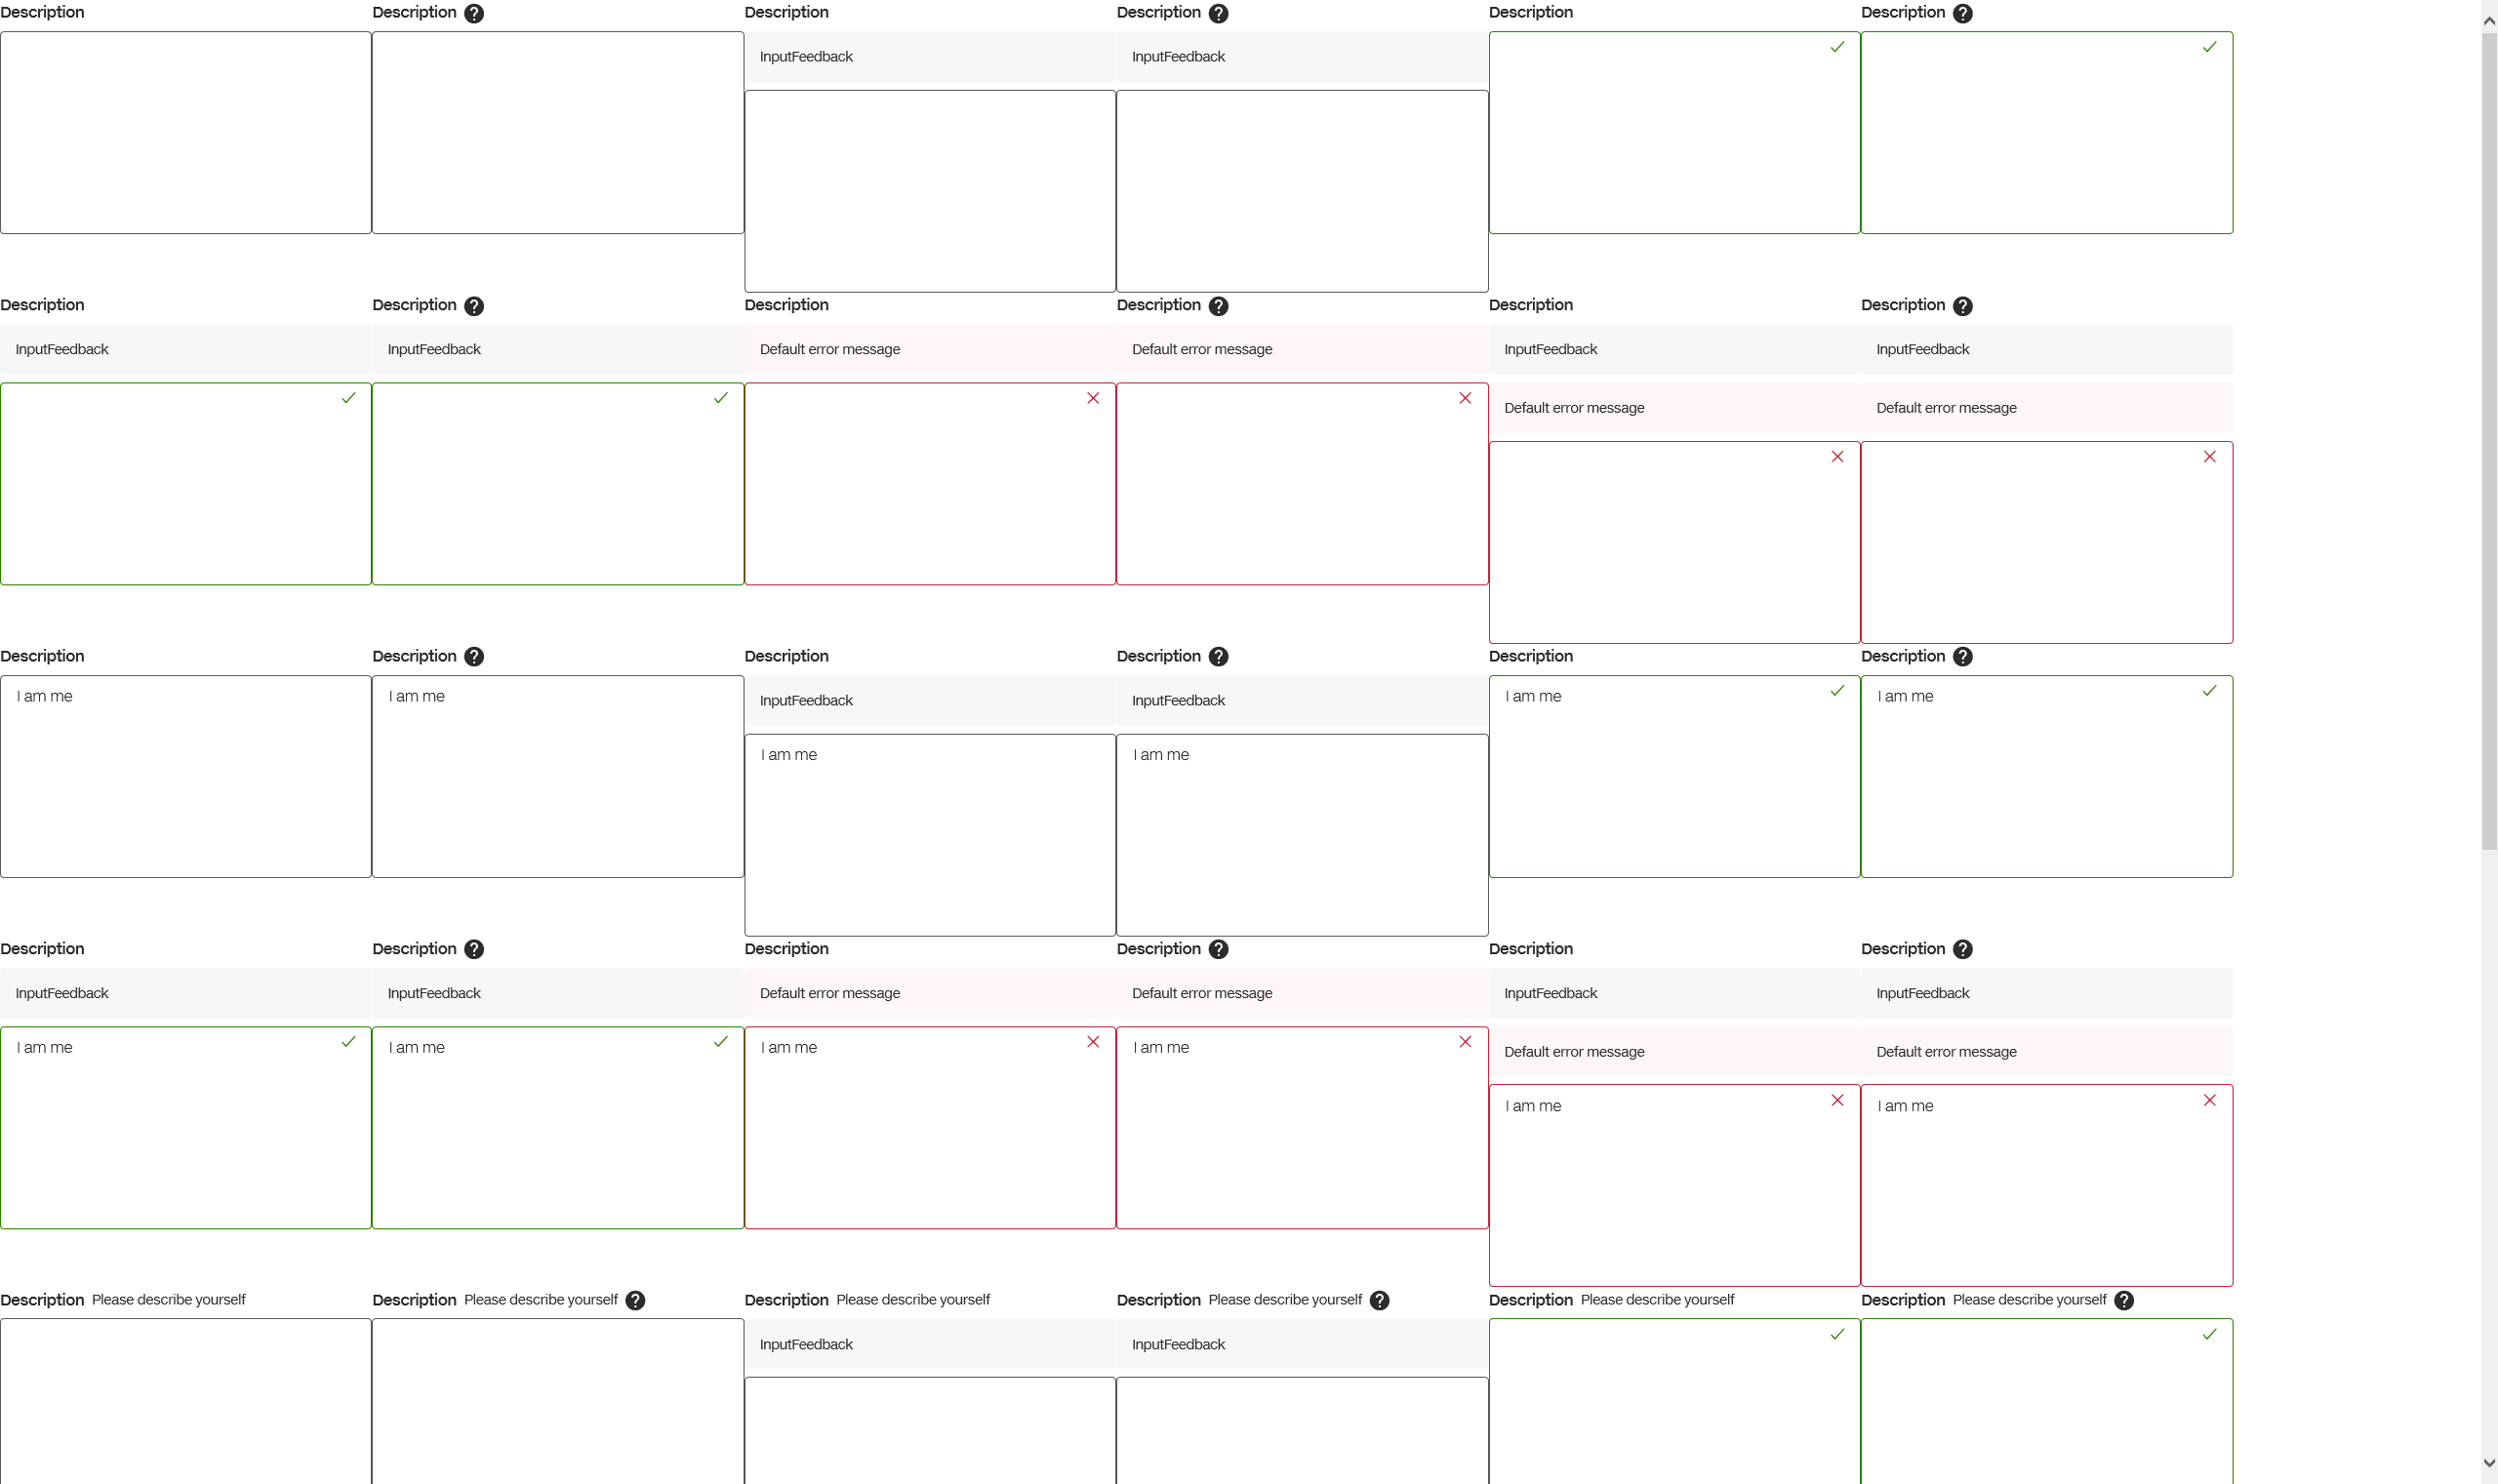 Description Description ? Description Description ? Description Description ?
InputFeedback InputFeedback
Description Description ? Description Description ? Description Description ?
InputFeedback InputFeedback Default error message Default error message InputFeedback InputFeedback
Default error message Default error message
Description Description ? Description Description ? Description Description ?
I am me I am me InputFeedback InputFeedback I am me I am me
I am me I am me
Description Description ? Description Description ? Description Description ?
InputFeedback InputFeedback Default error message Default error message InputFeedback InputFeedback
I am me I am me I am me I am me Default error message Default error message
I am me I am me
Description Please describe yourself Description Please describe yourself ? Description Please describe yourself Description Please describe yourself ? Description Please describe yourself Description Please describe yourself ?
InputFeedback InputFeedback